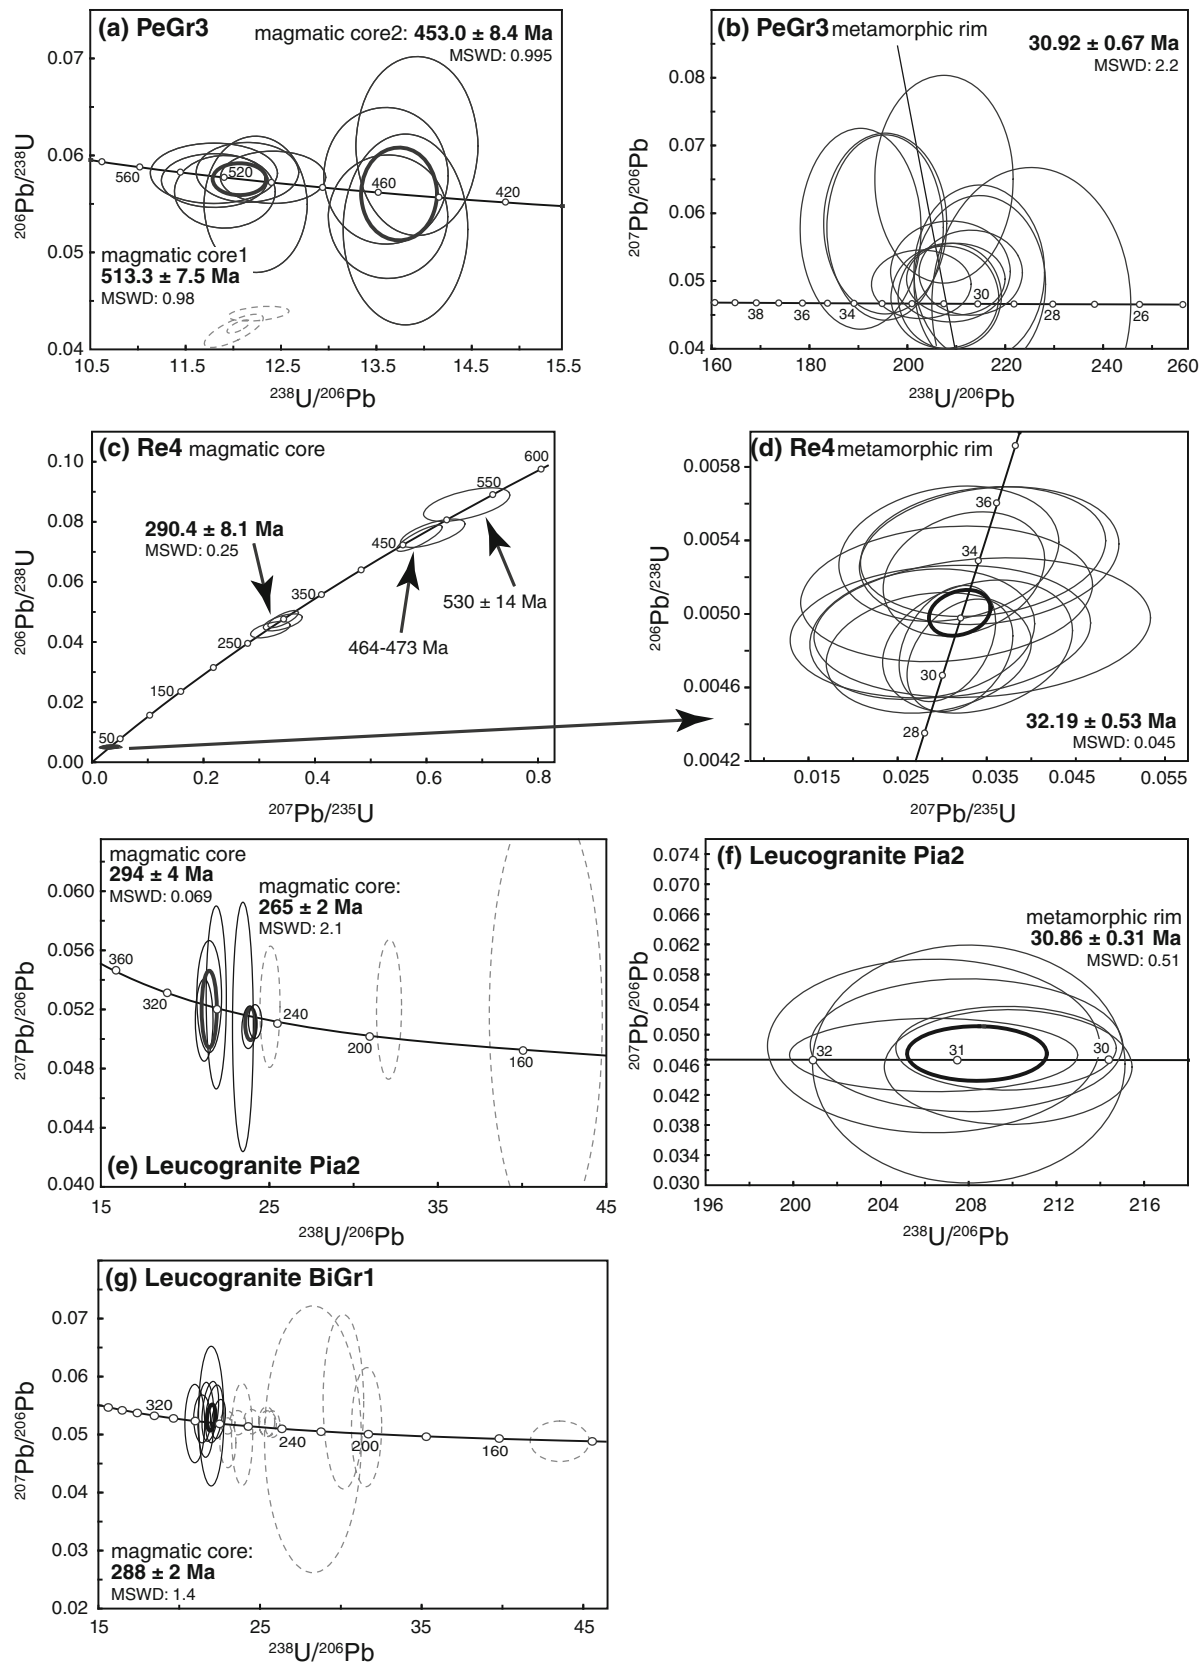 (a) PeGr3
magmatic core2: 453.0 ± 8.4 Ma
MSWD: 0.995
0.07
0.06
0.05
0.04
206Pb/238U
560
520
460
420
magmatic core1
513.3 ± 7.5 Ma
MSWD: 0.98
10.5 11.5 12.5 13.5 14.5 15.5
238U/206Pb
(b) PeGr3 metamorphic rim
30.92 ± 0.67 Ma
MSWD: 2.2
0.08
0.07
0.06
0.05
0.04
207Pb/206Pb
38 36 34 30 28 26
160 180 200 220 240 260
238U/206Pb
(c) Re4 magmatic core
0.10
0.08
0.06
0.04
0.02
0.00
206Pb/238U
600
550
450
350
250
150
50
290.4 ± 8.1 Ma
MSWD: 0.25
530 ± 14 Ma
464-473 Ma
0.0 0.2 0.4 0.6 0.8
207Pb/235U
(d) Re4 metamorphic rim
0.0058
0.0054
0.0050
0.0046
0.0042
206Pb/238U
36
34
30
28
32.19 ± 0.53 Ma
MSWD: 0.045
0.015 0.025 0.035 0.045 0.055
207Pb/235U
magmatic core
294 ± 4 Ma
MSWD: 0.069
magmatic core:
265 ± 2 Ma
MSWD: 2.1
0.060
0.056
0.052
0.048
0.044
0.040
207Pb/206Pb
360
320
240
200
160
(e) Leucogranite Pia2
15 25 35 45
238U/206Pb
(f) Leucogranite Pia2
metamorphic rim
30.86 ± 0.31 Ma
MSWD: 0.51
0.074
0.070
0.066
0.062
0.058
0.054
0.050
0.046
0.042
0.038
0.034
0.030
207Pb/206Pb
32 31 30
196 200 204 208 212 216
238U/206Pb
(g) Leucogranite BiGr1
0.07
0.06
0.05
0.04
0.03
0.02
207Pb/206Pb
320
240
200
160
magmatic core:
288 ± 2 Ma
MSWD: 1.4
15 25 35 45
238U/206Pb